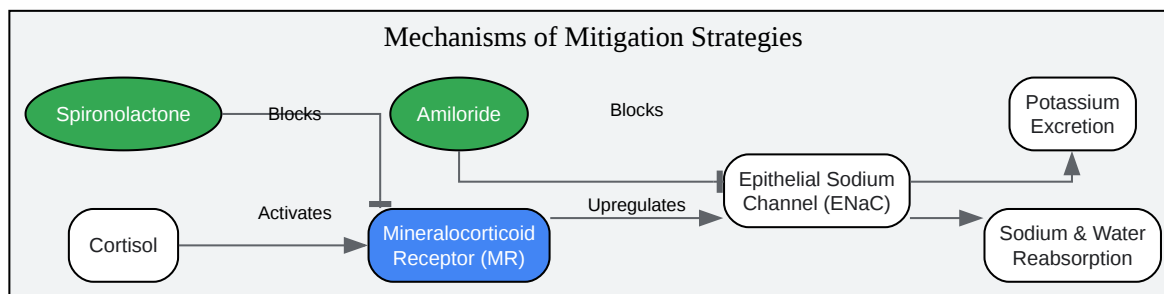 Mechanisms of Mitigation Strategies
Spironolactone
Blocks
Amiloride
Blocks
Potassium
Excretion
Cortisol
Activates
Mineralocorticoid
Receptor (MR)
Upregulates
Epithelial Sodium
Channel (ENaC)
Sodium & Water
Reabsorption